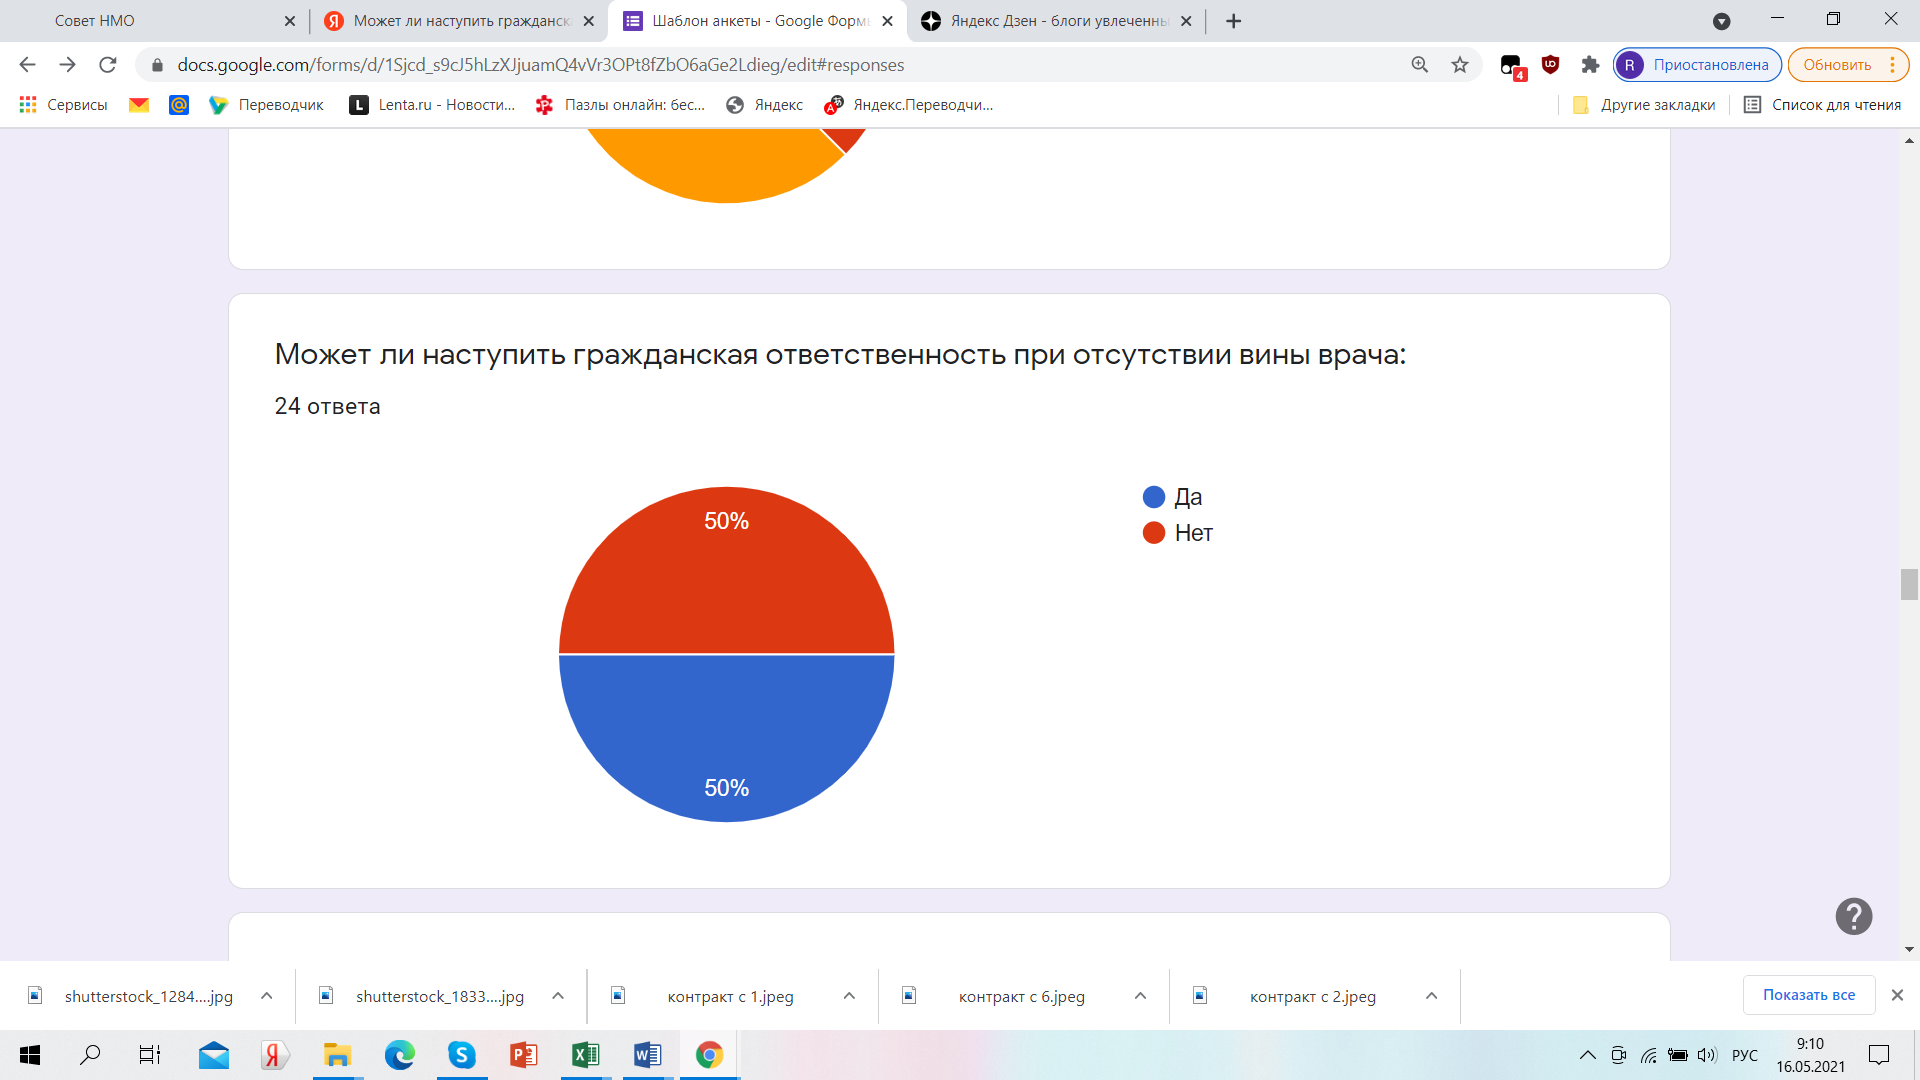 Совет НМО
Может ли наступить гражданск
Шаблон анкеты - Google Форм
Яндекс Дзен - блоги увлеченны
docs.google.com/forms/d/1Sjcd_s9cJ5hLzXJjuamQ4vVr3OPt8fZbO6aGe2Ldieg/edit#responses
4
R Приостановлена
Обновить
Сервисы
Переводчик
L Lenta.ru - Новости...
Пазлы онлайн: бес...
Яндекс
Яндекс.Переводчи...
Другие закладки
Список для чтения
Может ли наступить гражданская ответственность при отсутствии вины врача:
24 ответа
50%
50%
Да
Нет
?
shutterstock_1284....jpg
shutterstock_1833....jpg
контракт с 1.jpeg
контракт с 6.jpeg
контракт с 2.jpeg
Показать все
РУС
9:10
16.05.2021